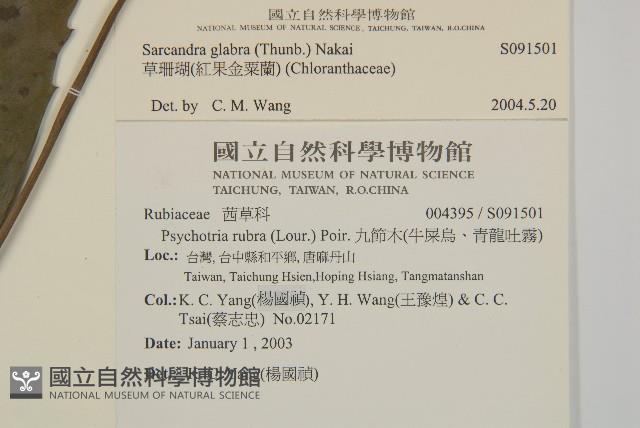 國立自然科學博物館
NATIONAL MUSEUM OF NATURAL SCIENCE, TAICHUNG, TAIWAN, R.O.CHINA
Sarcandra glabra (Thunb.) Nakai S091501
草珊瑚(紅果金粟蘭) (Chloranthaceae)
Det. by C. M. Wang 2004.5.20
國立自然科學博物館
NATIONAL MUSEUM OF NATURAL SCIENCE
TAICHUNG, TAIWAN, R.O.CHINA
Rubiaceae 茜草科 004395 / S091501
Psychotria rubra (Lour.) Poir. 九節木(牛屎烏、青龍吐霧)
Loc.: 台灣, 台中縣和平鄉, 唐麻丹山
Taiwan, Taichung Hsien,Hoping Hsiang, Tangmatanshan
Col.: K. C. Yang(楊國禎), Y. H. Wang(王豫煌) & C. C.
Tsai(蔡志忠) No.02171
Date: January 1 , 2003
(楊國禎)
國立自然科學博物館
NATIONAL MUSEUM OF NATURAL SCIENCE